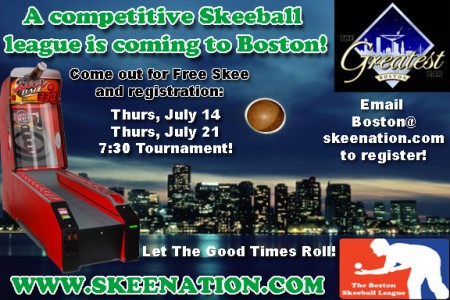 A competitive Skeeball
league is coming to Boston!
THE
Greatest
BOSTON
BAR
Come out for Free Skee
and registration:
Thurs, July 14
Thurs, July 21
7:30 Tournament!
Email
Boston@
skeenation.com
to register!
Let The Good Times Roll!
WWW.SKEENATION.COM
The Boston
Skeeball League